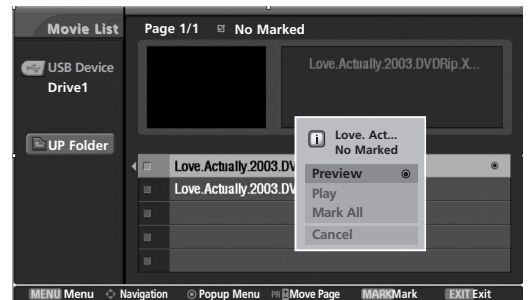 Movie List
Page 1/1 No Marked
USB Device
Drive1
Love.Actually.2003.DVDRip.X...
UP Folder
Love. Act...
No Marked
Love.Actually.2003.DV
Preview
Love.Actually.2003.DV
Play
Mark All
Cancel
MENU Menu Navigation Popup Menu PR Move Page MARK Mark EXIT Exit